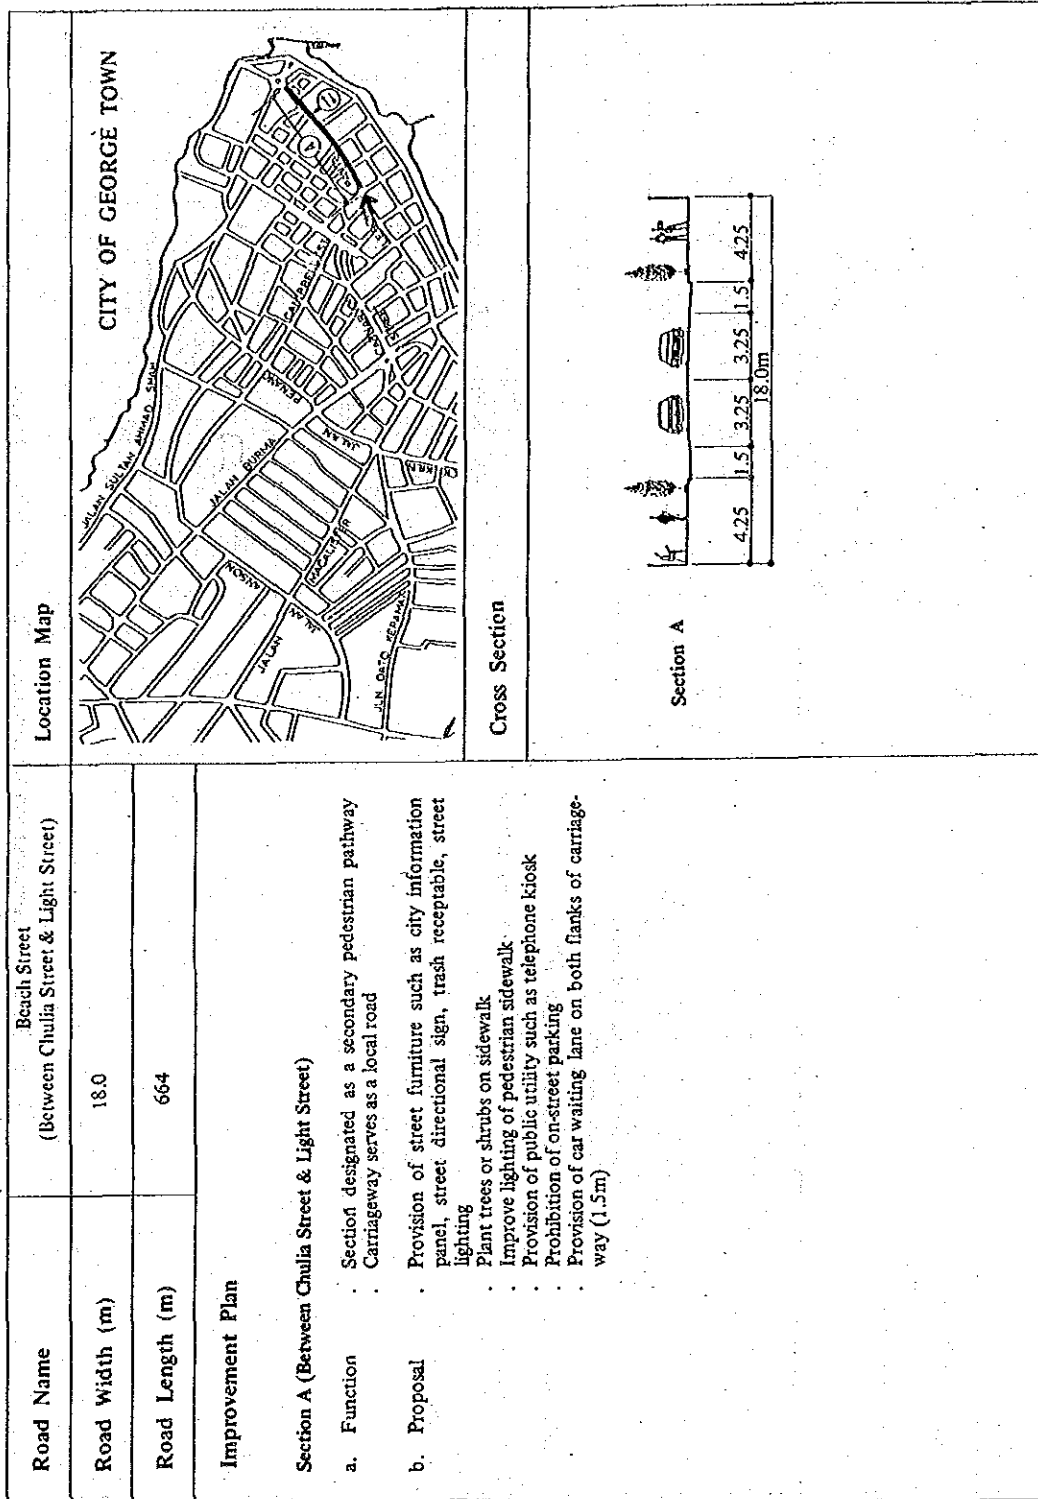 Road Name
Beach Street
(Between Chulia Street & Light Street)
Road Width (m)
18.0
Road Length (m)
664
Improvement Plan
Section A (Between Chulia Street & Light Street)
a. Function
. Section designated as a secondary pedestrian pathway
. Carriageway serves as a local road
b. Proposal
. Provision of street furniture such as city information
panel, street directional sign, trash receptable, street
lighting
. Plant trees or shrubs on sidewalk
. Improve lighting of pedestrian sidewalk
. Provision of public utility such as telephone kiosk
. Prohibition of on-street parking
. Provision of car waiting lane on both flanks of carriage-
way (1.5m)
Location Map
CITY OF GEORGE TOWN
JALAN SULTAN AHMAD SHAH
JALAN BURMA
PENANG
CAMPBELL ST
JALAN
MACALISTER
ANSON
JALAN
JALAN
JLN DATO KERAMAT
STREET
4
11
Cross Section
Section A
4.25
1.5
3.25
3.25
1.5
4.25
18.0m